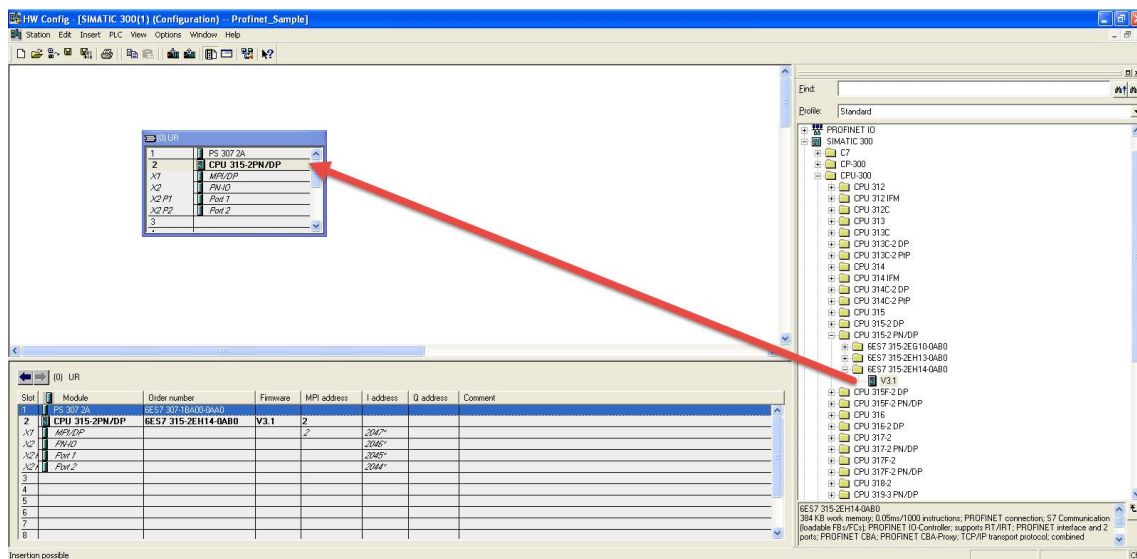 HW Config - [SIMATIC 300(1) (Configuration) -- Profinet_Sample]
Station Edit Insert PLC View Options Window Help
(0) UR
1 PS 307 2A
2 CPU 315-2PN/DP
X1 MPI/DP
X2 PN-IO
X2 P1 Port 1
X2 P2 Port 2
3
(0) UR
Slot Module Order number Firmware MPI address I address Q address Comment
1 PS 307 2A 6ES7 307-1BA00-0AA0
2 CPU 315-2PN/DP 6ES7 315-2EH14-0AB0 V3.1 2
X1 MPI/DP 2 2047*
X2 PN-IO 2046*
X2 Port 1 2045*
X2 Port 2 2044*
3
4
5
6
7
8
Insertion possible
Find:
Profile: Standard
PROFINET IO
SIMATIC 300
C7
CP-300
CPU-300
CPU 312
CPU 312 IFM
CPU 312C
CPU 313
CPU 313C
CPU 313C-2 DP
CPU 313C-2 PtP
CPU 314
CPU 314 IFM
CPU 314C-2 DP
CPU 314C-2 PtP
CPU 315
CPU 315-2 DP
CPU 315-2 PN/DP
6ES7 315-2EG10-0AB0
6ES7 315-2EH13-0AB0
6ES7 315-2EH14-0AB0
V3.1
CPU 315F-2 DP
CPU 315F-2 PN/DP
CPU 316
CPU 316-2 DP
CPU 317-2
CPU 317-2 PN/DP
CPU 317F-2
CPU 317F-2 PN/DP
CPU 318-2
CPU 319-3 PN/DP
6ES7 315-2EH14-0AB0
384 KB work memory; 0.05ms/1000 instructions; PROFINET connection; S7 Communication
(loadable FBs/FCs); PROFINET IO-Controller; supports RT/IRT; PROFINET interface and 2
ports; PROFINET CBA; PROFINET CBA-Proxy; TCP/IP transport protocol; combined